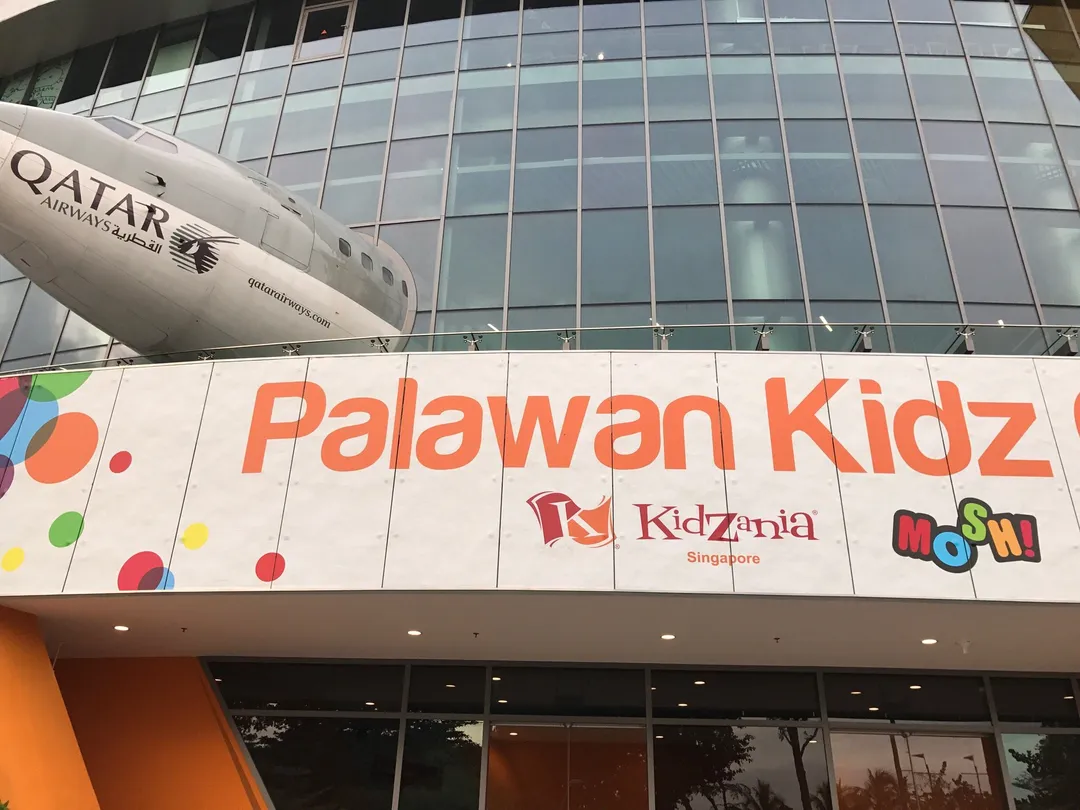 QATAR
AIRWAYS القطرية
qatarairways.com
Palawan Kidz
K
KidZania®
Singapore
MOSH!